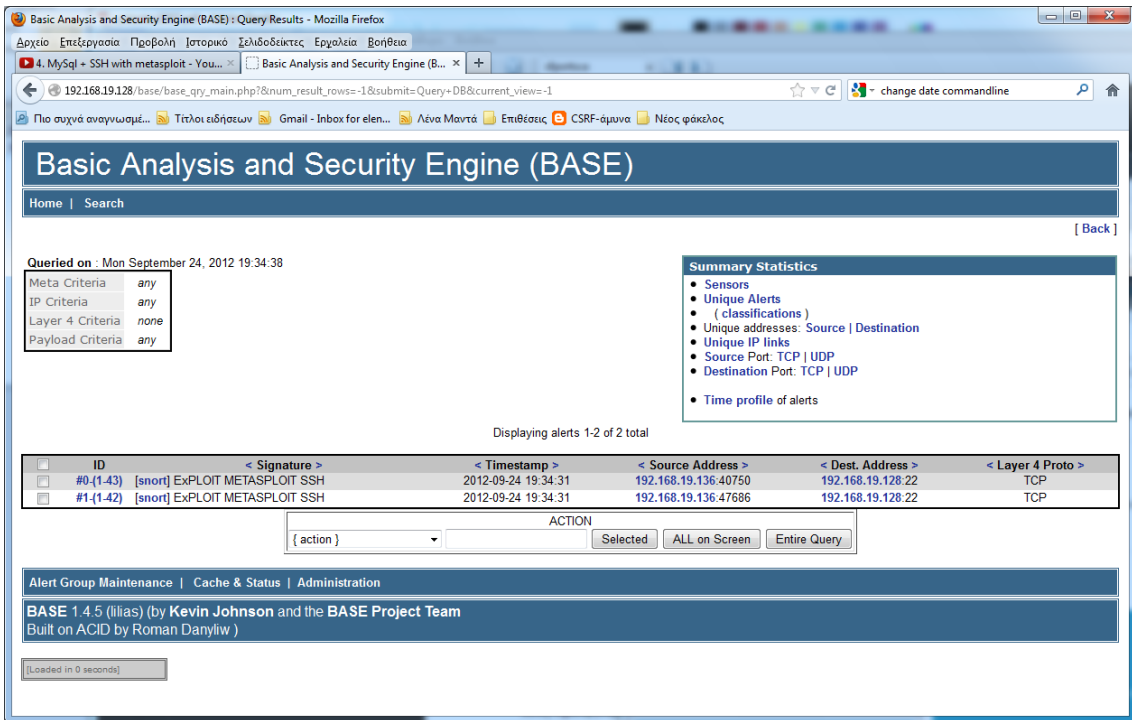 Basic Analysis and Security Engine (BASE) : Query Results - Mozilla Firefox
Αρχείο Επεξεργασία Προβολή Ιστορικό Σελιδοδείκτες Εργαλεία Βοήθεια
4. MySql + SSH with metasploit - You... × Basic Analysis and Security Engine (B... × +
192.168.19.128/base/base_qry_main.php?&num_result_rows=-1&submit=Query+DB&current_view=-1 change date commandline
Πιο συχνά αναγνωσμέ... Τίτλοι ειδήσεων Gmail - Inbox for elen... Λένα Μαντά Επιθέσεις CSRF-άμυνα Νέος φάκελος
Basic Analysis and Security Engine (BASE)
Home | Search
[ Back ]
Queried on : Mon September 24, 2012 19:34:38
Meta Criteria any
IP Criteria any
Layer 4 Criteria none
Payload Criteria any
Summary Statistics
• Sensors
• Unique Alerts
• ( classifications )
• Unique addresses: Source | Destination
• Unique IP links
• Source Port: TCP | UDP
• Destination Port: TCP | UDP
• Time profile of alerts
Displaying alerts 1-2 of 2 total
ID < Signature > < Timestamp > < Source Address > < Dest. Address > < Layer 4 Proto >
#0-(1-43) [snort] ExPLOIT METASPLOIT SSH 2012-09-24 19:34:31 192.168.19.136:40750 192.168.19.128:22 TCP
#1-(1-42) [snort] ExPLOIT METASPLOIT SSH 2012-09-24 19:34:31 192.168.19.136:47686 192.168.19.128:22 TCP
ACTION
{ action } Selected ALL on Screen Entire Query
Alert Group Maintenance | Cache & Status | Administration
BASE 1.4.5 (lilias) (by Kevin Johnson and the BASE Project Team
Built on ACID by Roman Danyliw )
[Loaded in 0 seconds]